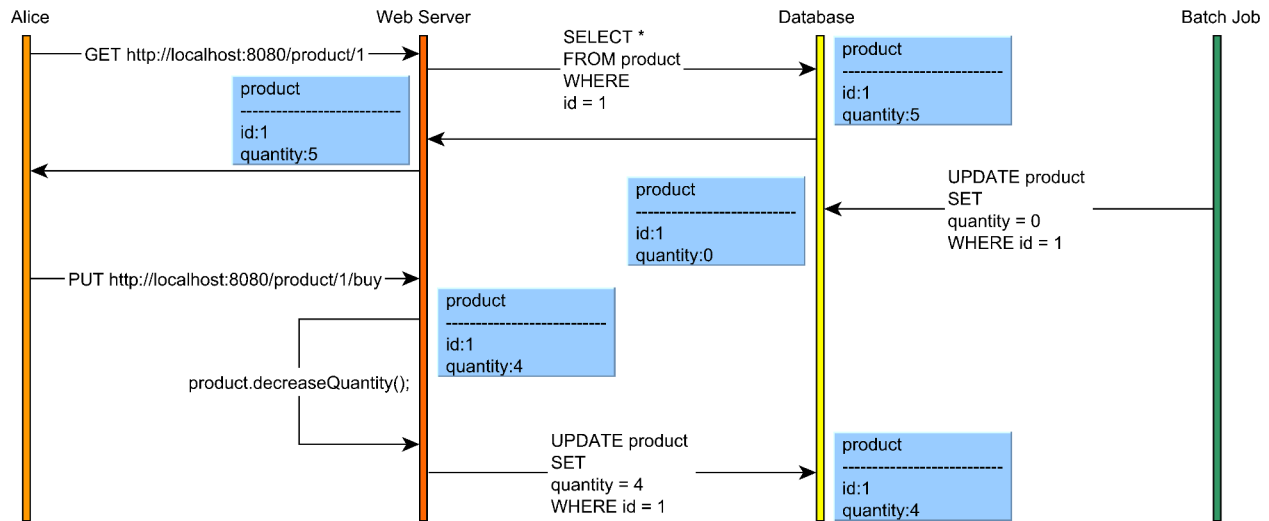 Alice
Web Server
Database
Batch Job
GET http://localhost:8080/product/1
SELECT *
FROM product
WHERE
id = 1
product
---------------------------
id:1
quantity:5
product
---------------------------
id:1
quantity:5
UPDATE product
SET
quantity = 0
WHERE id = 1
product
---------------------------
id:1
quantity:0
PUT http://localhost:8080/product/1/buy
product
---------------------------
id:1
quantity:4
product.decreaseQuantity();
UPDATE product
SET
quantity = 4
WHERE id = 1
product
---------------------------
id:1
quantity:4